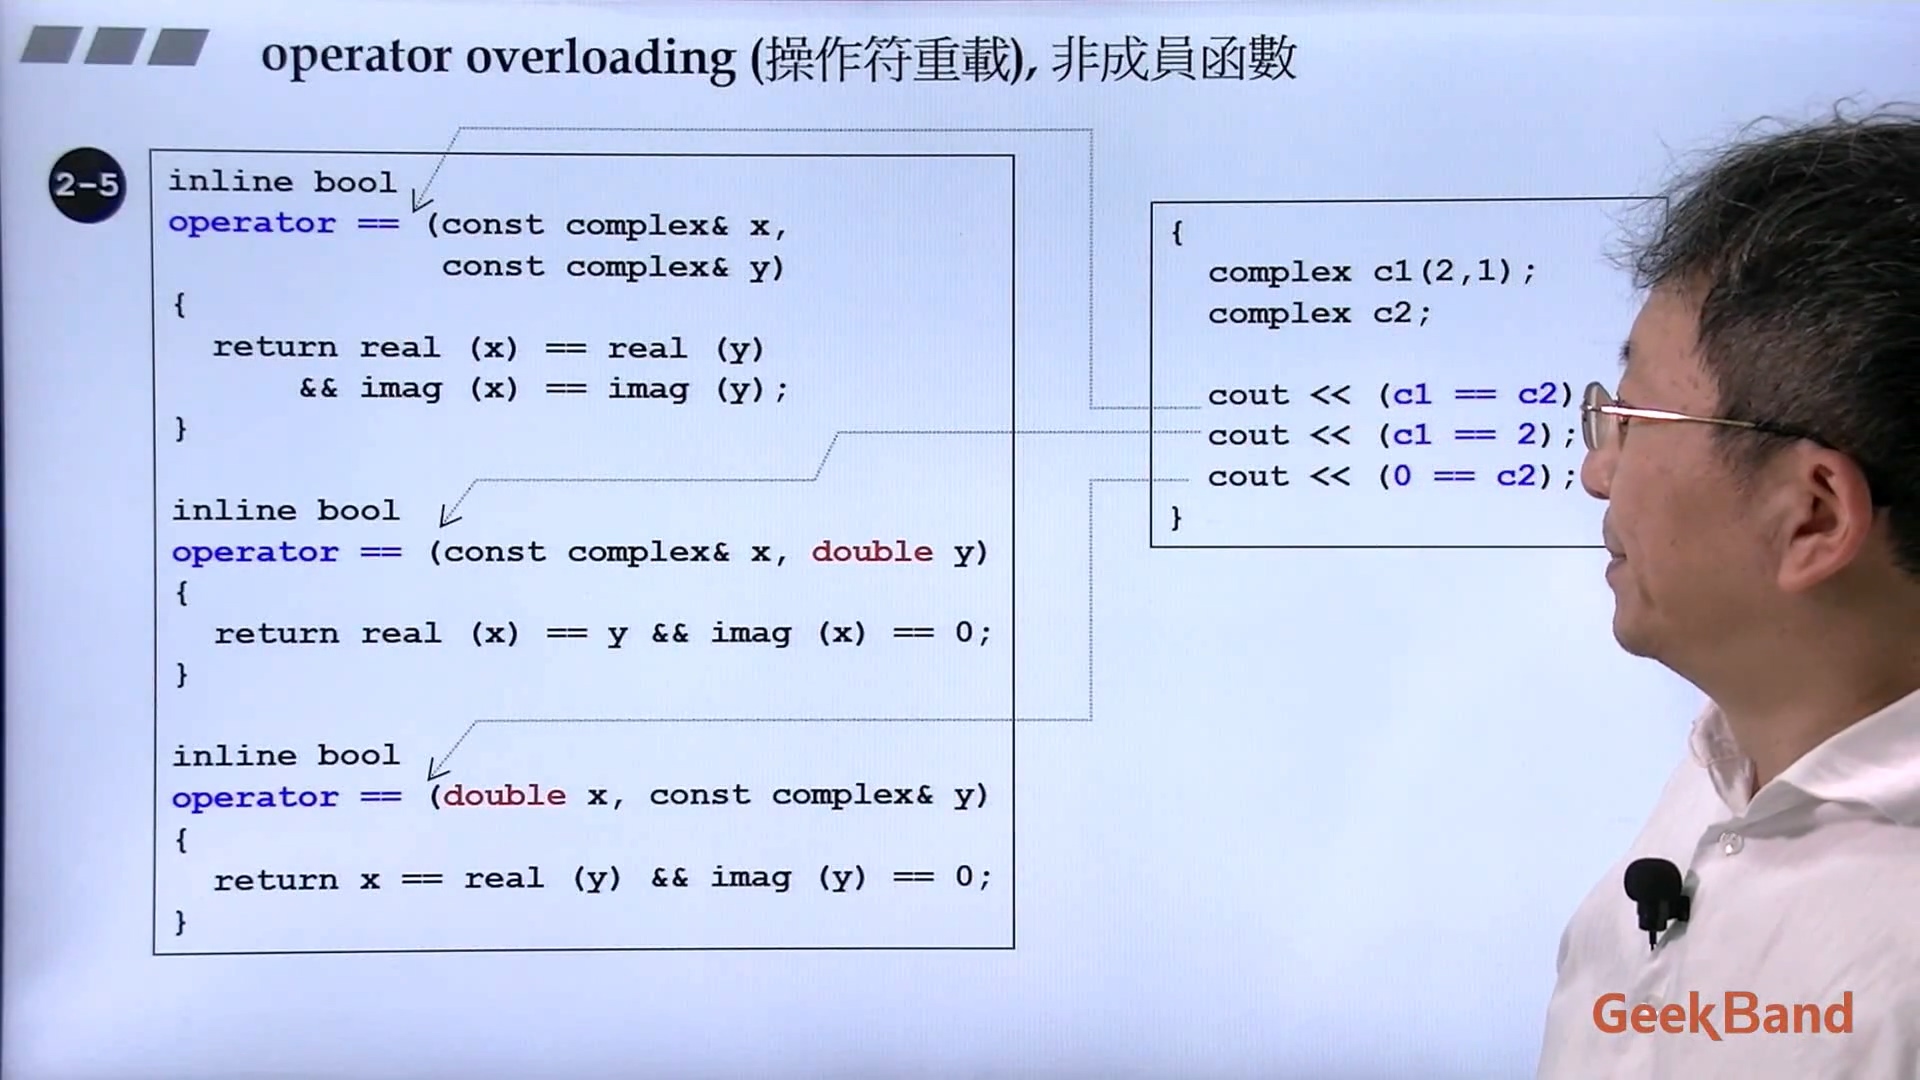 operator overloading (操作符重載), 非成員函數
2-5
inline bool
operator == (const complex& x,
const complex& y)
{
return real (x) == real (y)
&& imag (x) == imag (y);
}
inline bool
operator == (const complex& x, double y)
{
return real (x) == y && imag (x) == 0;
}
inline bool
operator == (double x, const complex& y)
{
return x == real (y) && imag (y) == 0;
}
{
complex c1(2,1);
complex c2;
cout << (c1 == c2)
cout << (c1 == 2);
cout << (0 == c2);
}
GeekBand